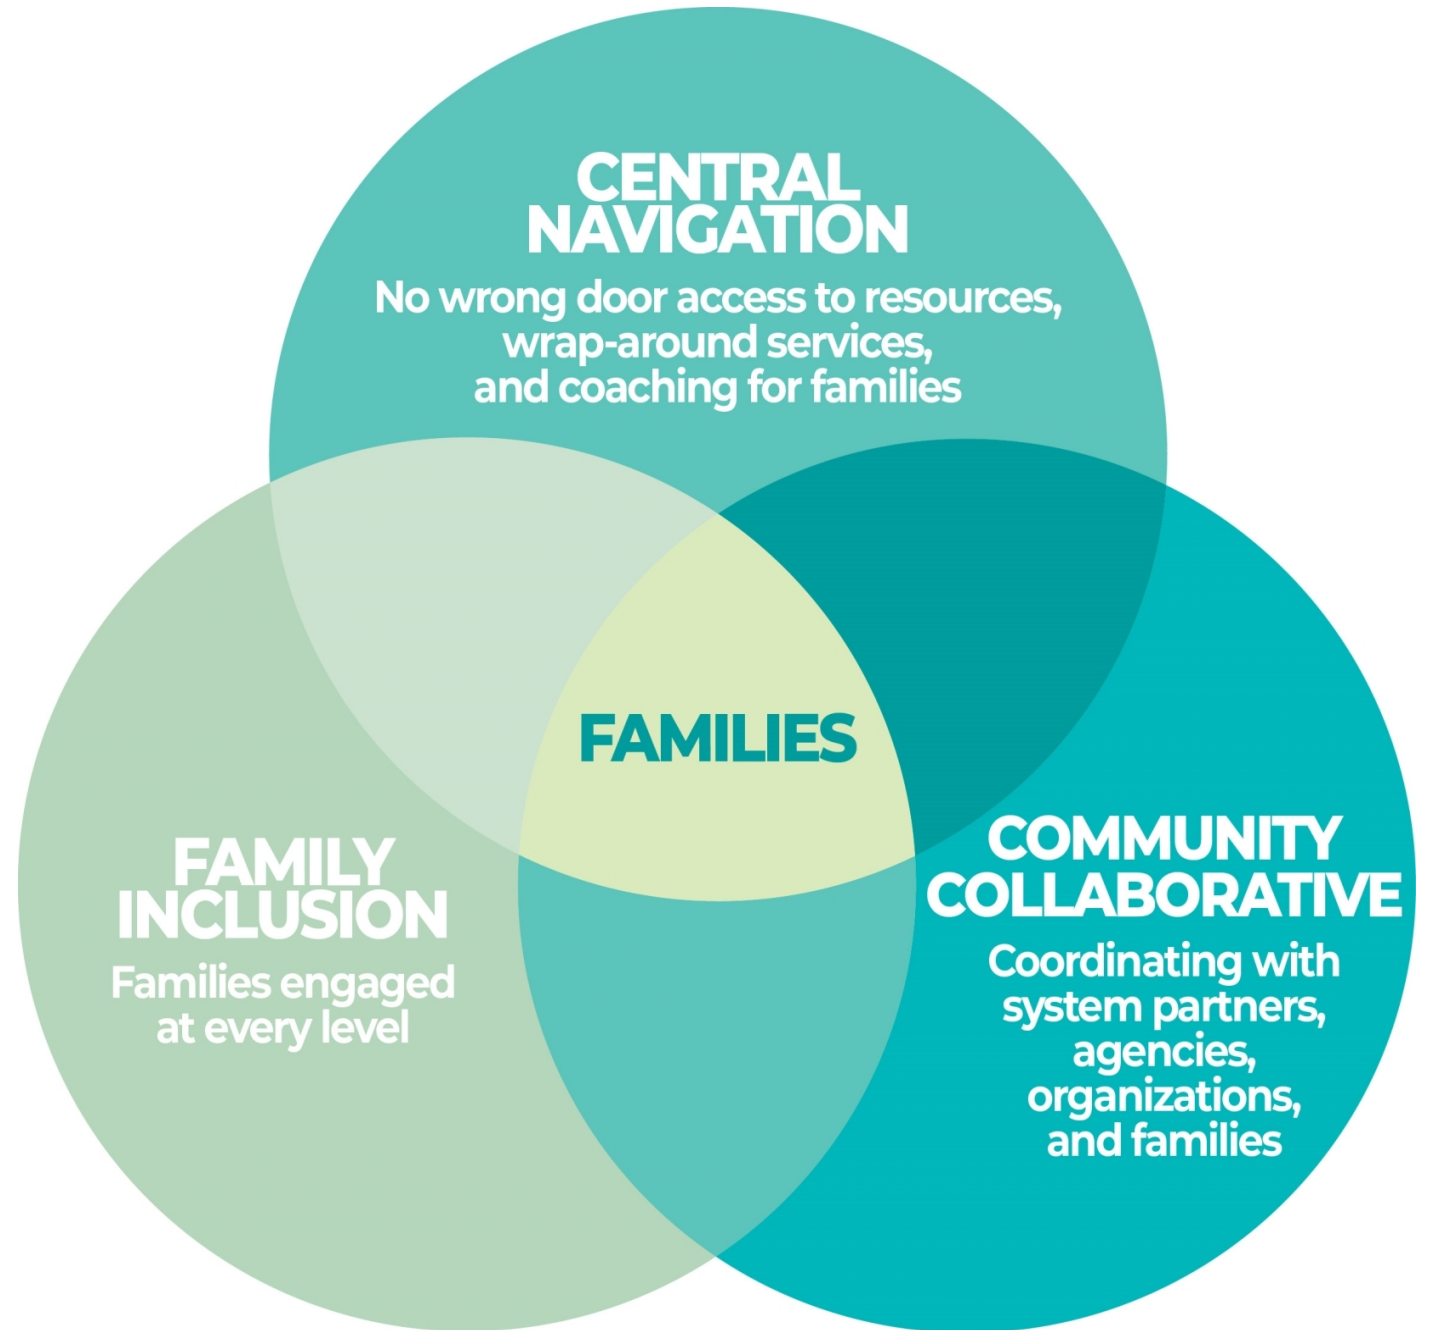 CENTRAL
NAVIGATION
No wrong door access to resources,
wrap-around services,
and coaching for families
FAMILIES
FAMILY
INCLUSION
Families engaged
at every level
COMMUNITY
COLLABORATIVE
Coordinating with
system partners,
agencies,
organizations,
and families